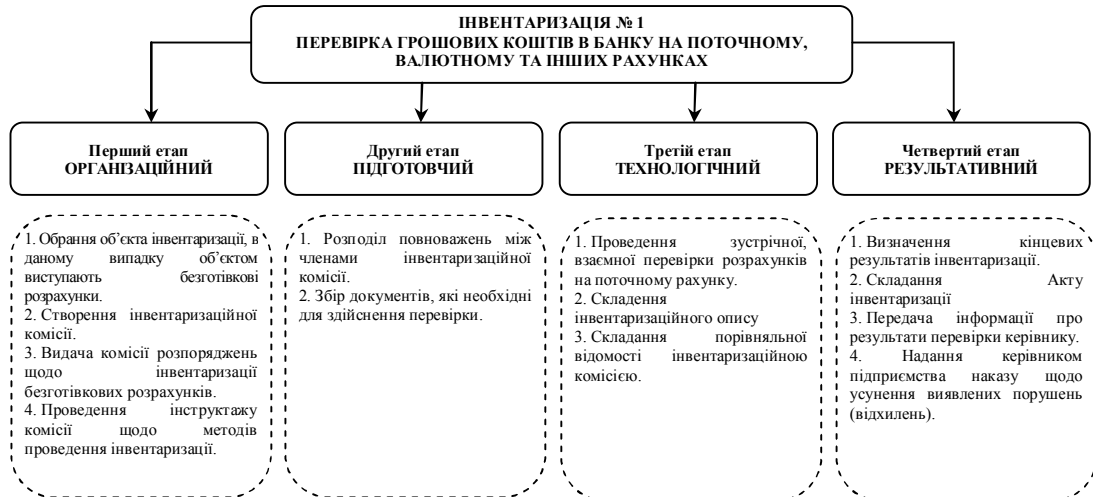 ІНВЕНТАРИЗАЦІЯ № 1
ПЕРЕВІРКА ГРОШОВИХ КОШТІВ В БАНКУ НА ПОТОЧНОМУ,
ВАЛЮТНОМУ ТА ІНШИХ РАХУНКАХ
Перший етап
ОРГАНІЗАЦІЙНИЙ
1. Обрання об’єкта інвентаризації, в
даному випадку об’єктом
виступають безготівкові
розрахунки.
2. Створення інвентаризаційної
комісії.
3. Видача комісії розпоряджень
щодо інвентаризації
безготівкових розрахунків.
4. Проведення інструктажу
комісії щодо методів
проведення інвентаризації.
Другий етап
ПІДГОТОВЧИЙ
1. Розподіл повноважень між
членами інвентаризаційної
комісії.
2. Збір документів, які необхідні
для здійснення перевірки.
Третій етап
ТЕХНОЛОГІЧНИЙ
1. Проведення зустрічної,
взаємної перевірки розрахунків
на поточному рахунку.
2. Складення
інвентаризаційного опису
3. Складання порівняльної
відомості інвентаризаційною
комісією.
Четвертий етап
РЕЗУЛЬТАТИВНИЙ
1. Визначення кінцевих
результатів інвентаризації.
2. Складання Акту
інвентаризації
3. Передача інформації про
результати перевірки керівнику.
4. Надання керівником
підприємства наказу щодо
усунення виявлених порушень
(відхилень).